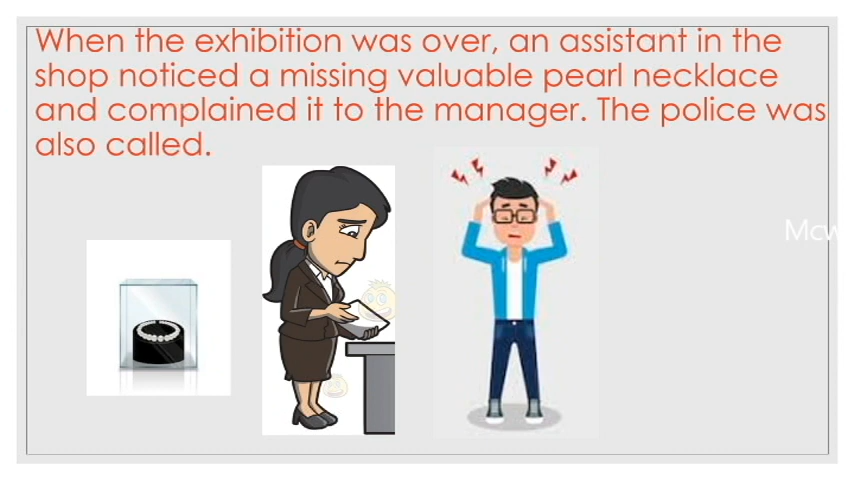 When the exhibition was over, an assistant in the
shop noticed a missing valuable pearl necklace
and complained it to the manager. The police was
also called.